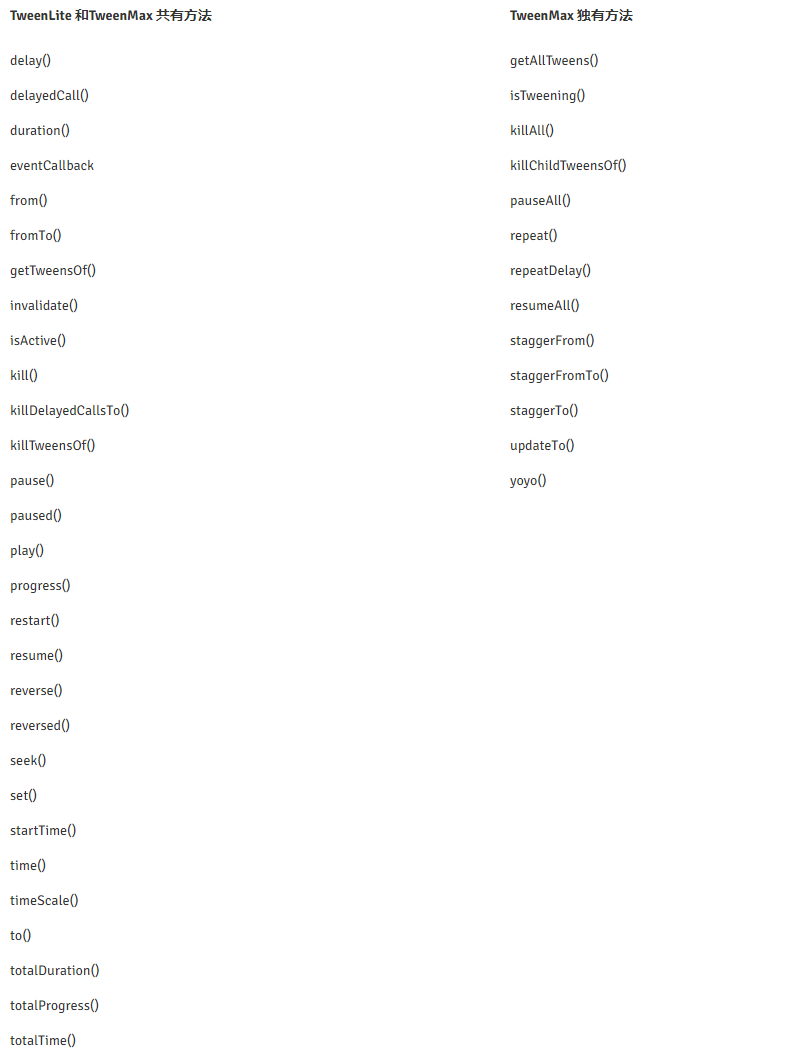 TweenLite 和TweenMax 共有方法
delay()
delayedCall()
duration()
eventCallback
from()
fromTo()
getTweensOf()
invalidate()
isActive()
kill()
killDelayedCallsTo()
killTweensOf()
pause()
paused()
play()
progress()
restart()
resume()
reverse()
reversed()
seek()
set()
startTime()
time()
timeScale()
to()
totalDuration()
totalProgress()
totalTime()
TweenMax 独有方法
getAllTweens()
isTweening()
killAll()
killChildTweensOf()
pauseAll()
repeat()
repeatDelay()
resumeAll()
staggerFrom()
staggerFromTo()
staggerTo()
updateTo()
yoyo()